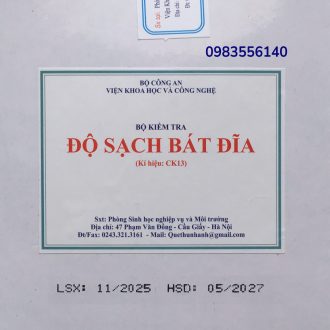 0983556140
BỘ CÔNG AN
VIỆN KHOA HỌC VÀ CÔNG NGHỆ
BỘ KIỂM TRA
ĐỘ SẠCH BÁT ĐĨA
(Kí hiệu: CK13)
Sxt: Phòng Sinh học nghiệp vụ và Môi trường
Địa chỉ: 47 Phạm Văn Đồng - Cầu Giấy - Hà Nội
Đt/Fax: 0243.321.3161 - Mail: Quethunhanh@gmail.com
LSX: 11/2025 HSD: 05/2027